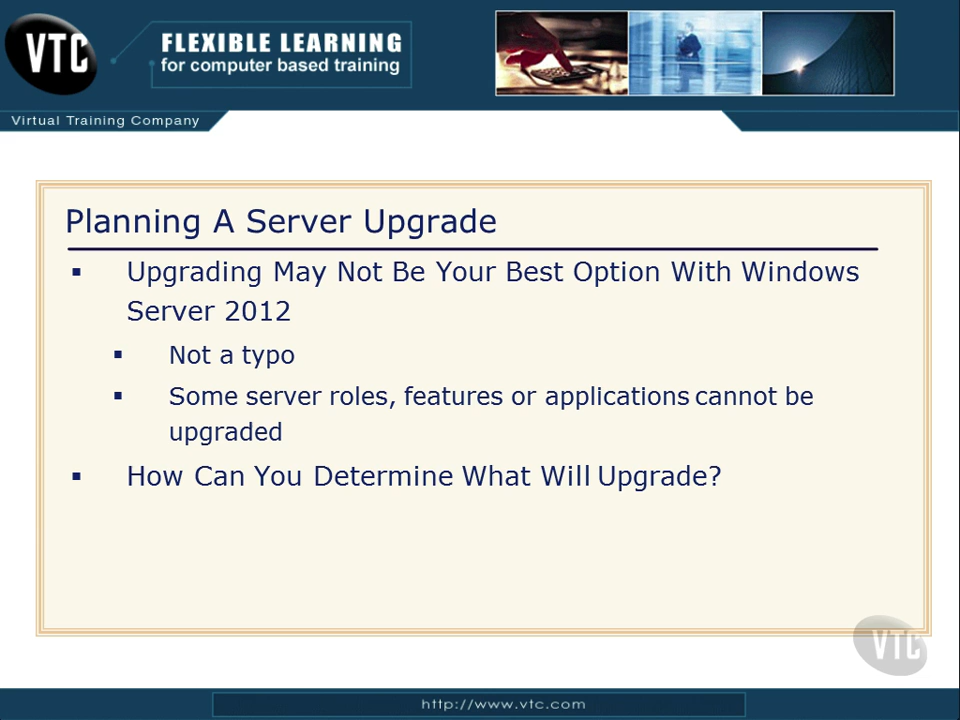 VTC
FLEXIBLE LEARNING
for computer based training
Virtual Training Company
Planning A Server Upgrade
▪ Upgrading May Not Be Your Best Option With Windows
Server 2012
▪ Not a typo
▪ Some server roles, features or applications cannot be
upgraded
▪ How Can You Determine What Will Upgrade?
VTC
http://www.vtc.com